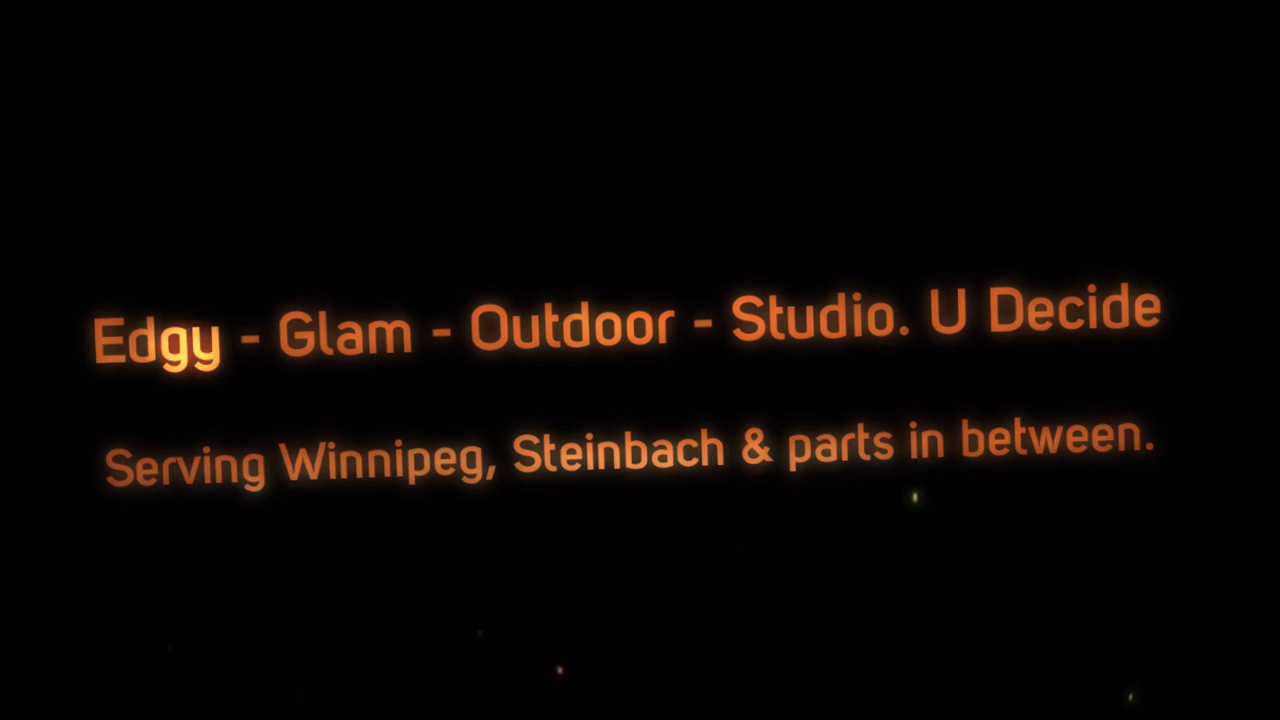 Edgy - Glam - Outdoor - Studio. U Decide
Serving Winnipeg, Steinbach & parts in between.